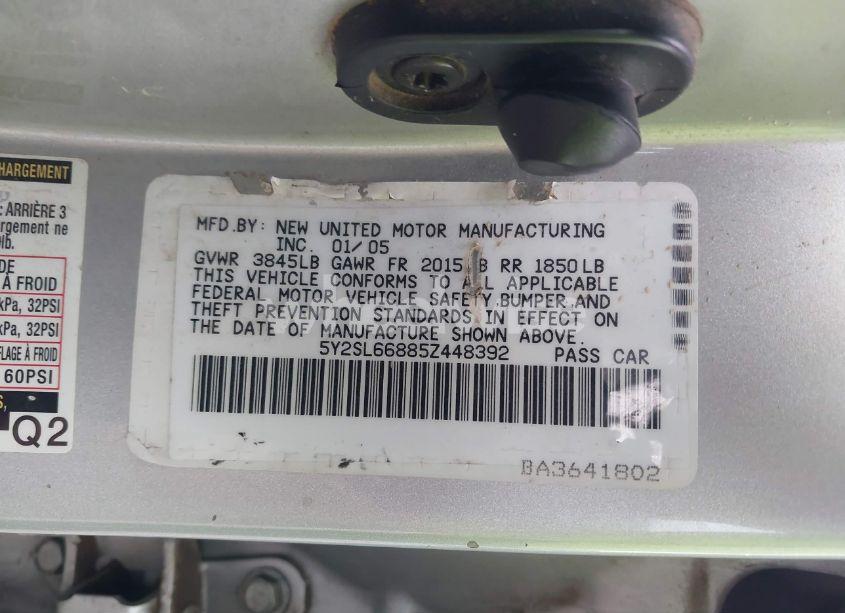 HARGEMENT
: ARRIÈRE 3
rgement ne
lb.
DE
À FROID
kPa, 32PSI
kPa, 32PSI
FLAGE À FROID
60PSI
S,
Q2
MFD.BY: NEW UNITED MOTOR MANUFACTURING
INC. 01/05
GVWR 3845LB GAWR FR 2015 B RR 1850LB
THIS VEHICLE CONFORMS TO A L APPLICABLE
FEDERAL MOTOR VEHICLE SAFETY.BUMPER.AND
THEFT PREVENTION STANDARDS IN EFFECT ON
THE DATE OF MANUFACTURE SHOWN ABOVE.
5Y2SL66885Z448392 PASS CAR
BA3641802